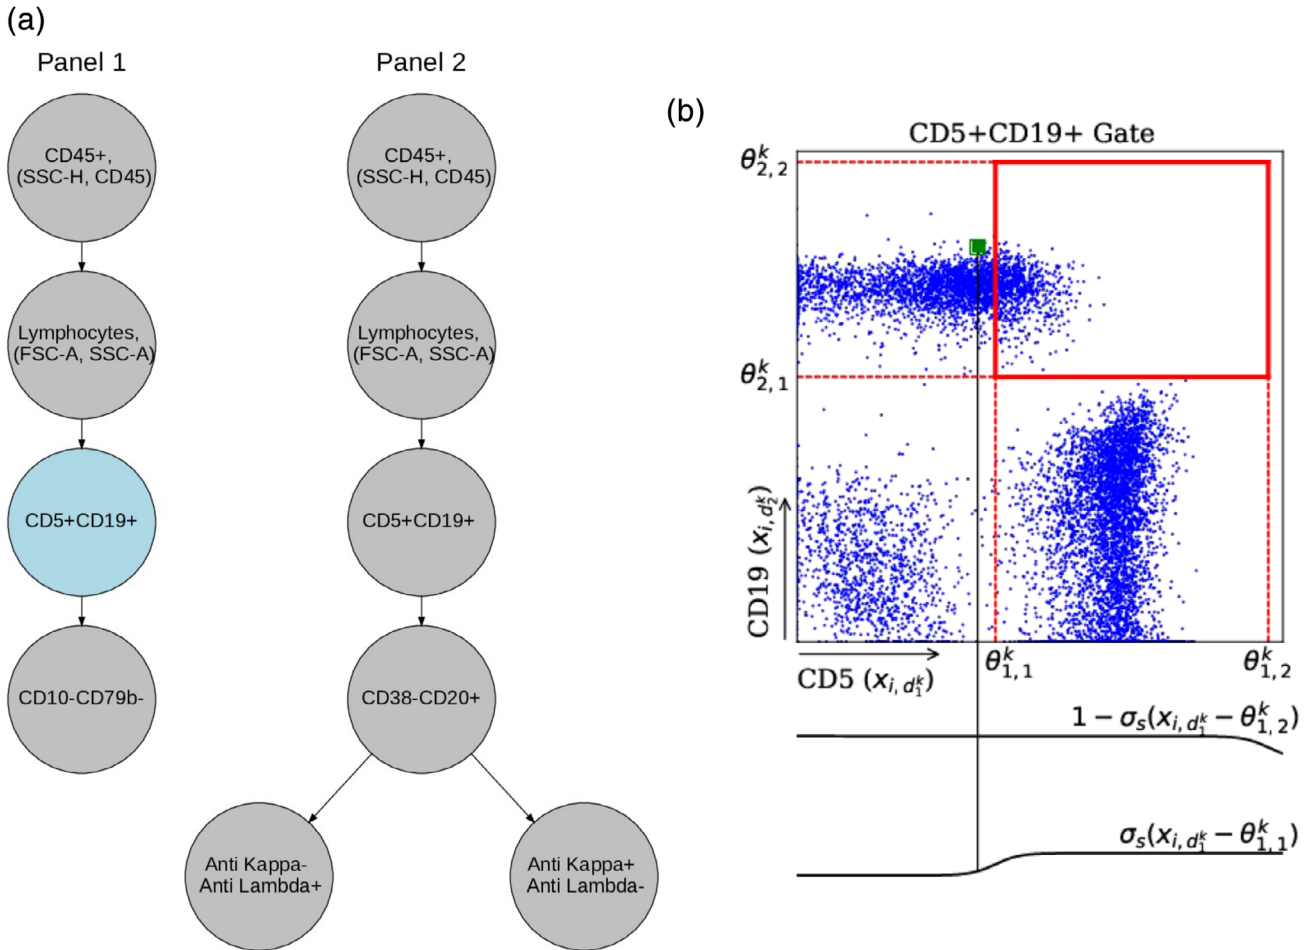 (a)
Panel 1
CD45+,
(SSC-H, CD45)
Lymphocytes,
(FSC-A, SSC-A)
CD5+CD19+
CD10-CD79b-
Panel 2
CD45+,
(SSC-H, CD45)
Lymphocytes,
(FSC-A, SSC-A)
CD5+CD19+
CD38-CD20+
Anti Kappa-
Anti Lambda+
Anti Kappa+
Anti Lambda-
(b)
CD5+CD19+ Gate
θ^k_{2,2}
θ^k_{2,1}
CD19 (x_{i,d^k_2})
CD5 (x_{i,d^k_1})
θ^k_{1,1}
θ^k_{1,2}
1 − σ_s(x_{i,d^k_1} − θ^k_{1,2})
σ_s(x_{i,d^k_1} − θ^k_{1,1})